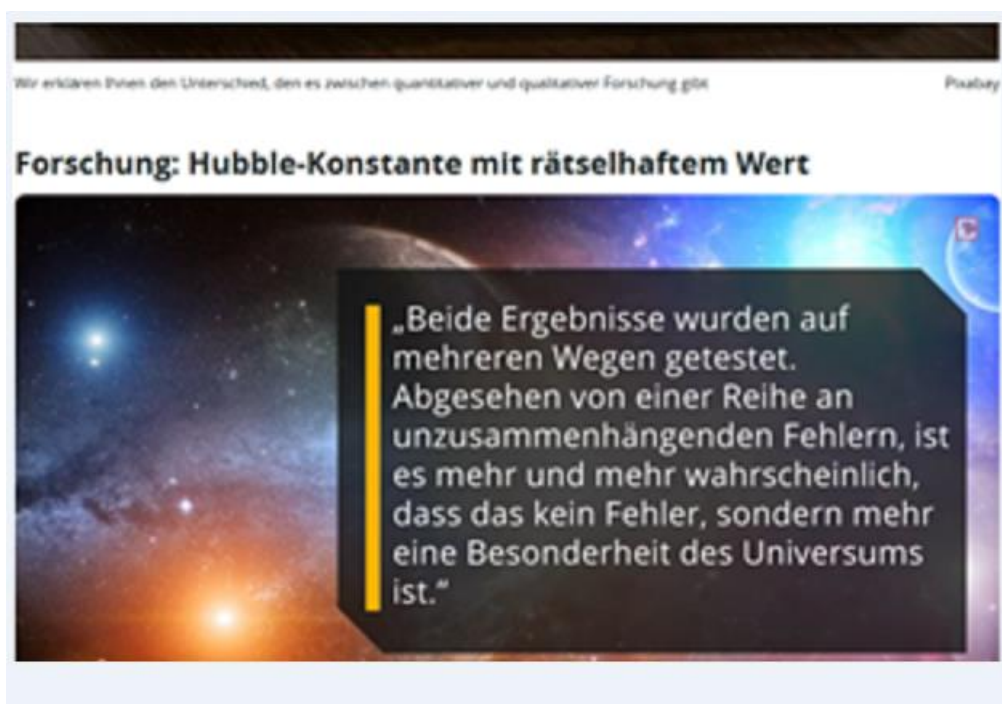 Wir erklären Ihnen den Unterschied, den es zwischen quantitativer und qualitativer Forschung gibt
Pixabay
Forschung: Hubble-Konstante mit rätselhaftem Wert
„Beide Ergebnisse wurden auf
mehreren Wegen getestet.
Abgesehen von einer Reihe an
unzusammenhängenden Fehlern, ist
es mehr und mehr wahrscheinlich,
dass das kein Fehler, sondern mehr
eine Besonderheit des Universums
ist.“